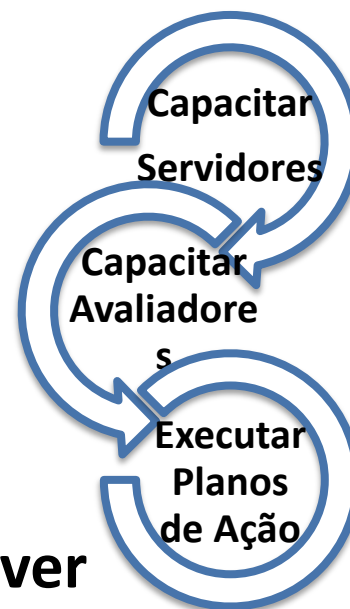 Capacitar
Servidores
Capacitar
Avaliadore
s
Executar
Planos
de Ação
ver